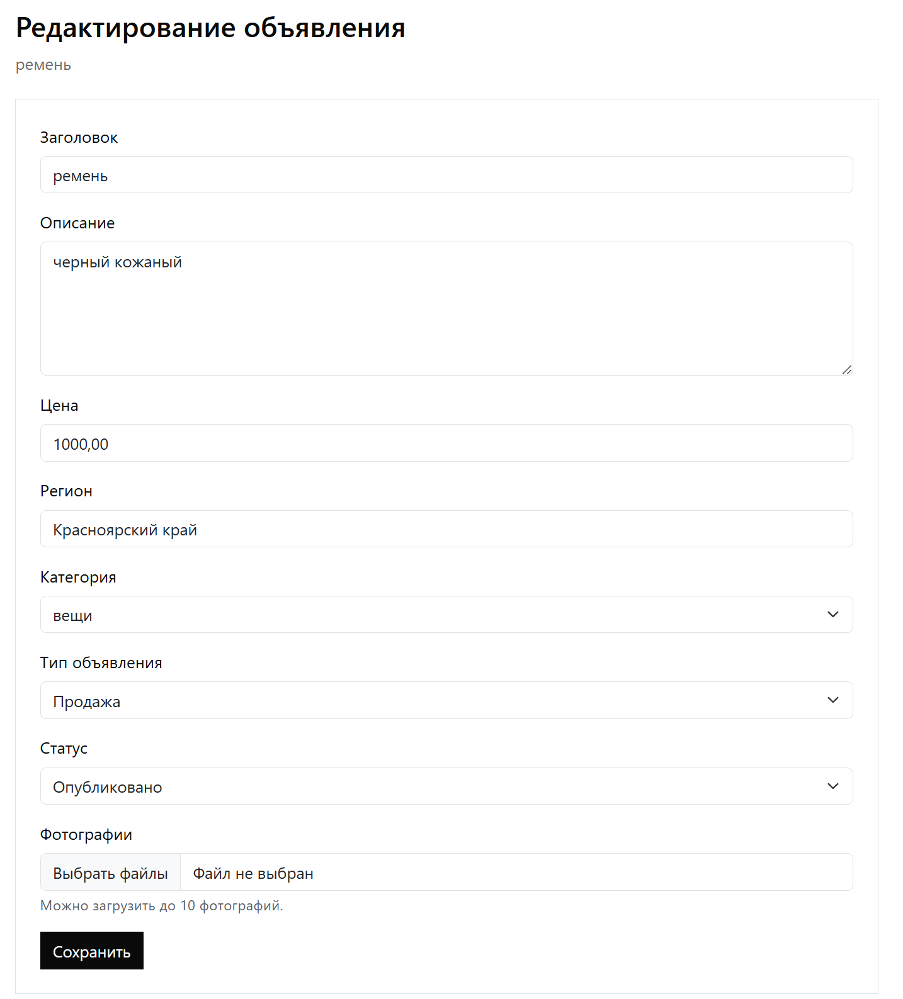 Редактирование объявления
ремень
Заголовок
ремень
Описание
черный кожаный
Цена
1000,00
Регион
Красноярский край
Категория
вещи
Тип объявления
Продажа
Статус
Опубликовано
Фотографии
Выбрать файлы Файл не выбран
Можно загрузить до 10 фотографий.
Сохранить